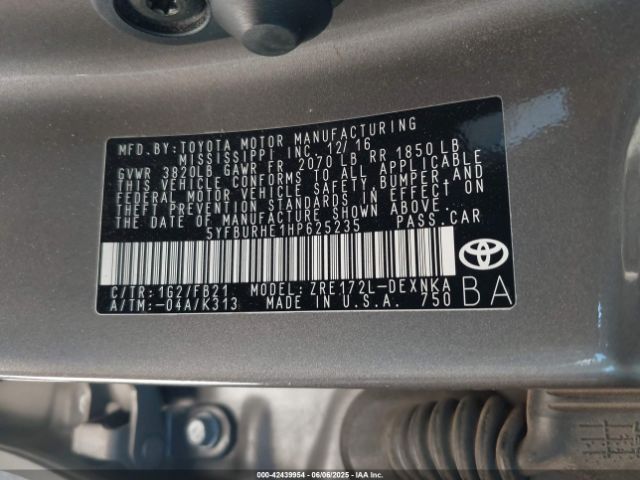 MFD.BY:TOYOTA MOTOR MANUFACTURING
MISSISSIPPI INC. 12/16
GVWR 3820LB GAWR FR 2070 LB RR 1850 LB
THIS VEHICLE CONFORMS TO ALL APPLICABLE
FEDERAL MOTOR VEHICLE SAFETY,BUMPER AND
THEFT PREVENTION STANDARDS IN EFFECT ON
THE DATE OF MANUFACTURE SHOWN ABOVE.
5YFBURHE1HP625235 PASS.CAR
C/TR:1G2/FB21 MODEL:ZRE172L-DEXNKA
A/TM:-04A/K313 MADE IN U.S.A. 750
BA
000-42439954 06/06/2025 IAAI (TM)